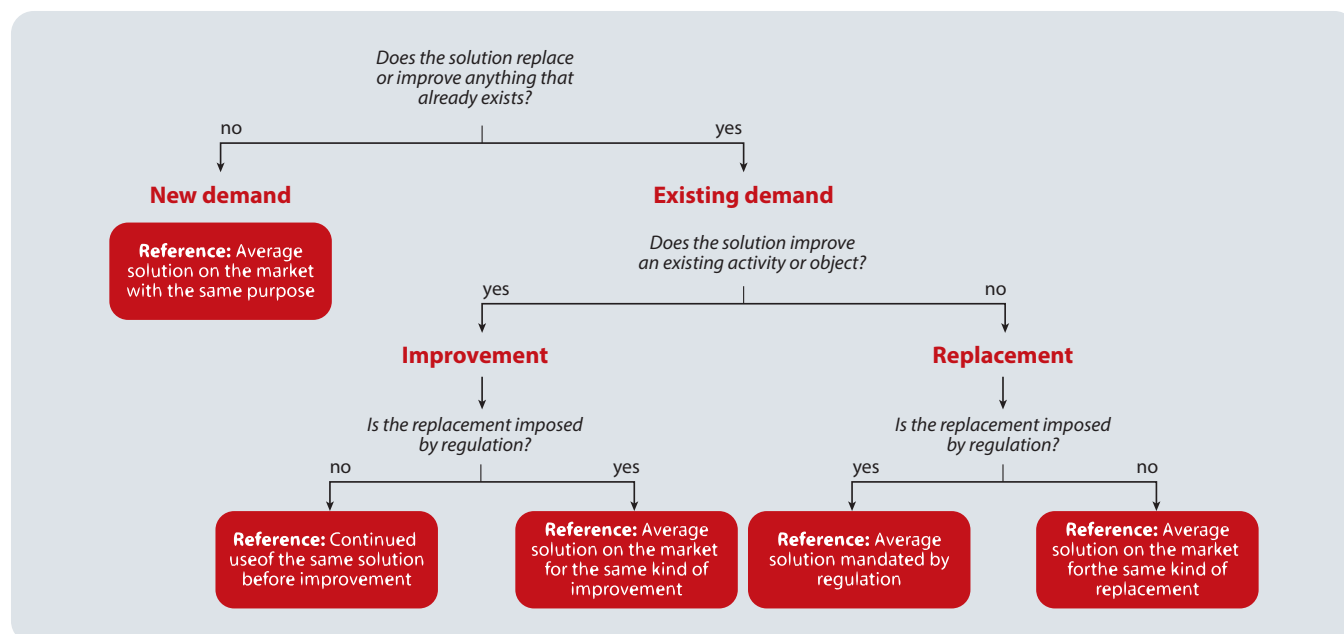 Does the solution replace
or improve anything that
already exists?
no
yes
New demand
Existing demand
Reference: Average
solution on the market
with the same purpose
Does the solution improve
an existing activity or object?
yes
no
Improvement
Replacement
Is the replacement imposed
by regulation?
Is the replacement imposed
by regulation?
no
yes
yes
no
Reference: Continued
useof the same solution
before improvement
Reference: Average
solution on the market
for the same kind of
improvement
Reference: Average
solution mandated by
regulation
Reference: Average
solution on the market
forthe same kind of
replacement